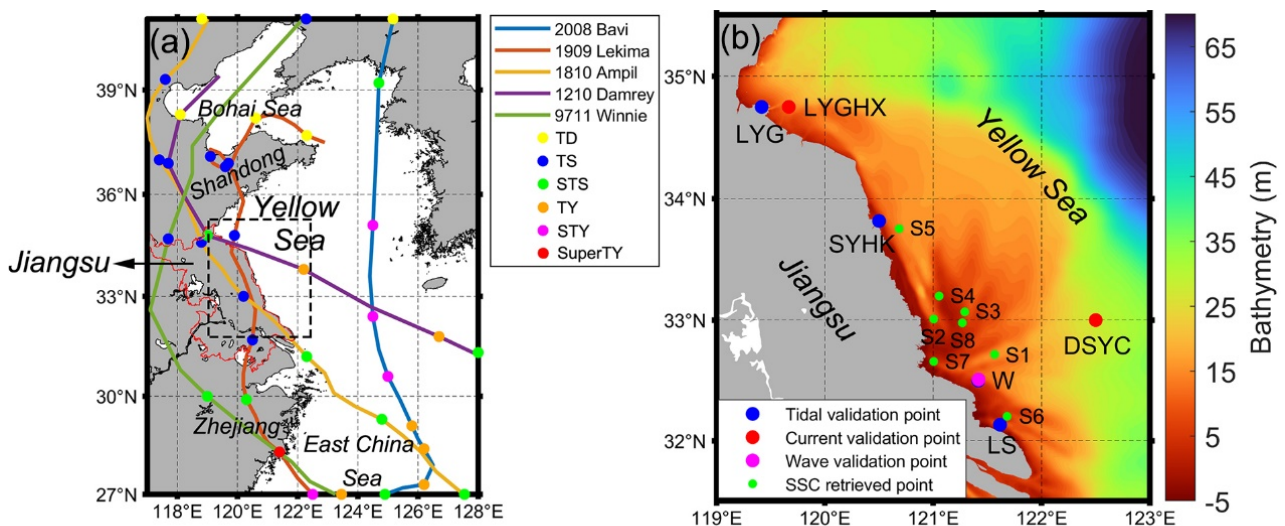 (a)
39°N
36°N
33°N
30°N
27°N
118°E
120°E
122°E
124°E
126°E
128°E
Bohai Sea
Shandong
Yellow
Sea
Jiangsu
Zhejiang
East China
Sea
2008 Bavi
1909 Lekima
1810 Ampil
1210 Damrey
9711 Winnie
TD
TS
STS
TY
STY
SuperTY
(b)
35°N
34°N
33°N
32°N
119°E
120°E
121°E
122°E
123°E
LYG
LYGHX
Yellow Sea
SYHK
S5
Jiangsu
S4
S3
S2
S8
S7
S1
DSYC
W
S6
LS
Tidal validation point
Current validation point
Wave validation point
SSC retrieved point
65
55
45
35
25
15
5
-5
Bathymetry (m)